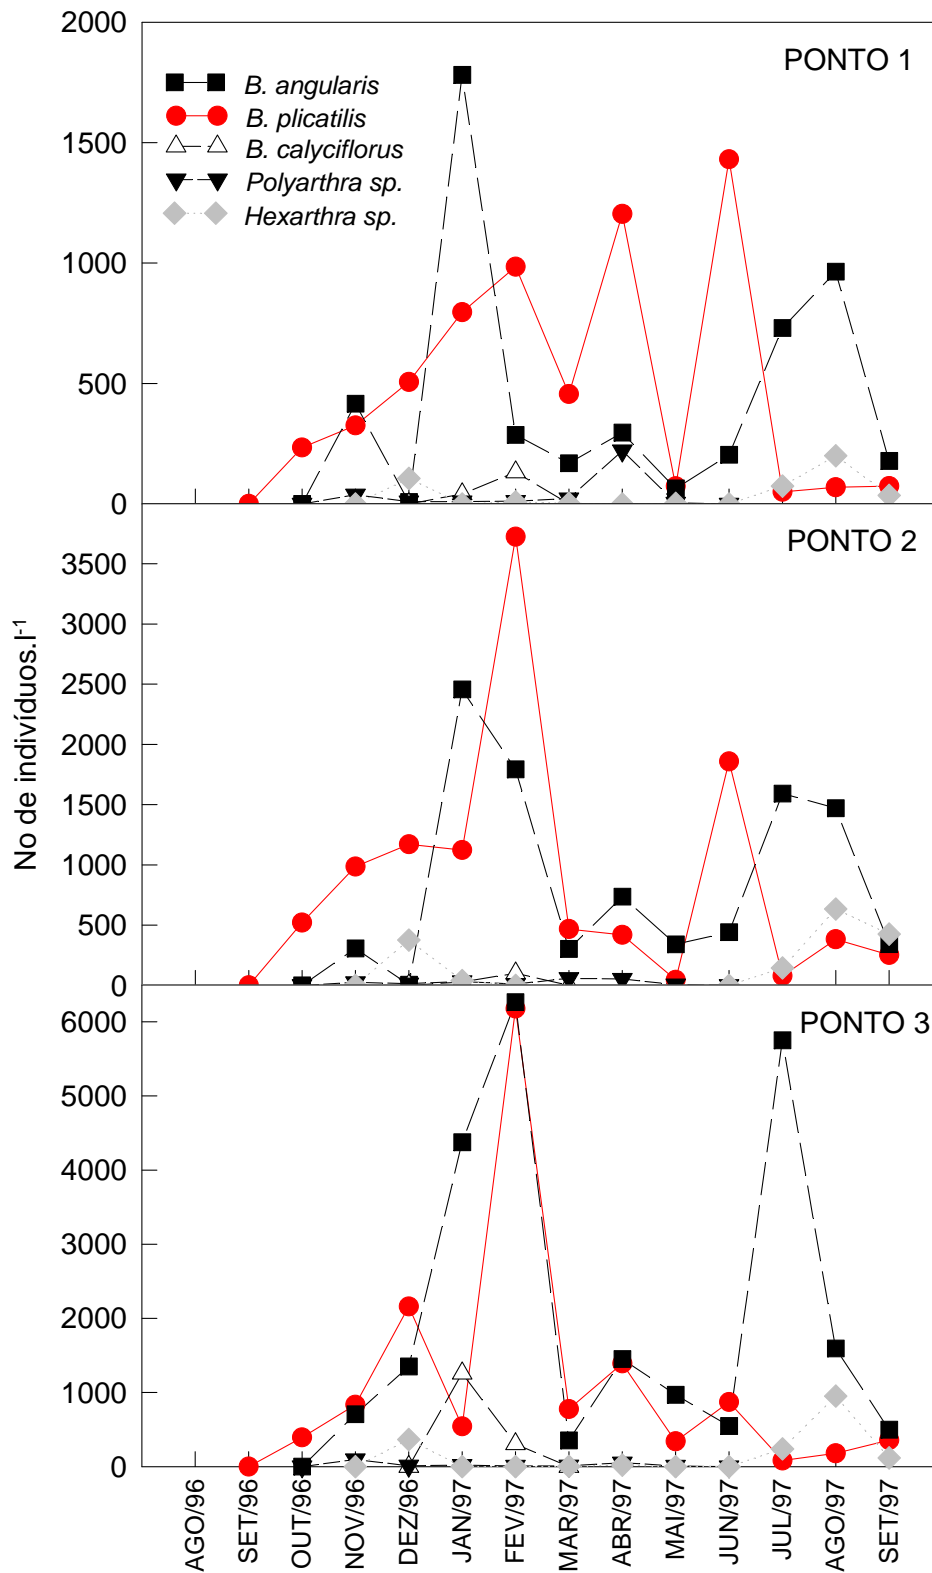 2000
PONTO 1
B. angularis
B. plicatilis
1500
B. calyciflorus
Polyarthra sp.
Hexarthra sp.
1000
500
0
PONTO 2
3500
3000
2500
2000
1500
1000
500
0
No de indivíduos.l-1
PONTO 3
6000
5000
4000
3000
2000
1000
0
AGO/96
SET/96
OUT/96
NOV/96
DEZ/96
JAN/97
FEV/97
MAR/97
ABR/97
MAI/97
JUN/97
JUL/97
AGO/97
SET/97